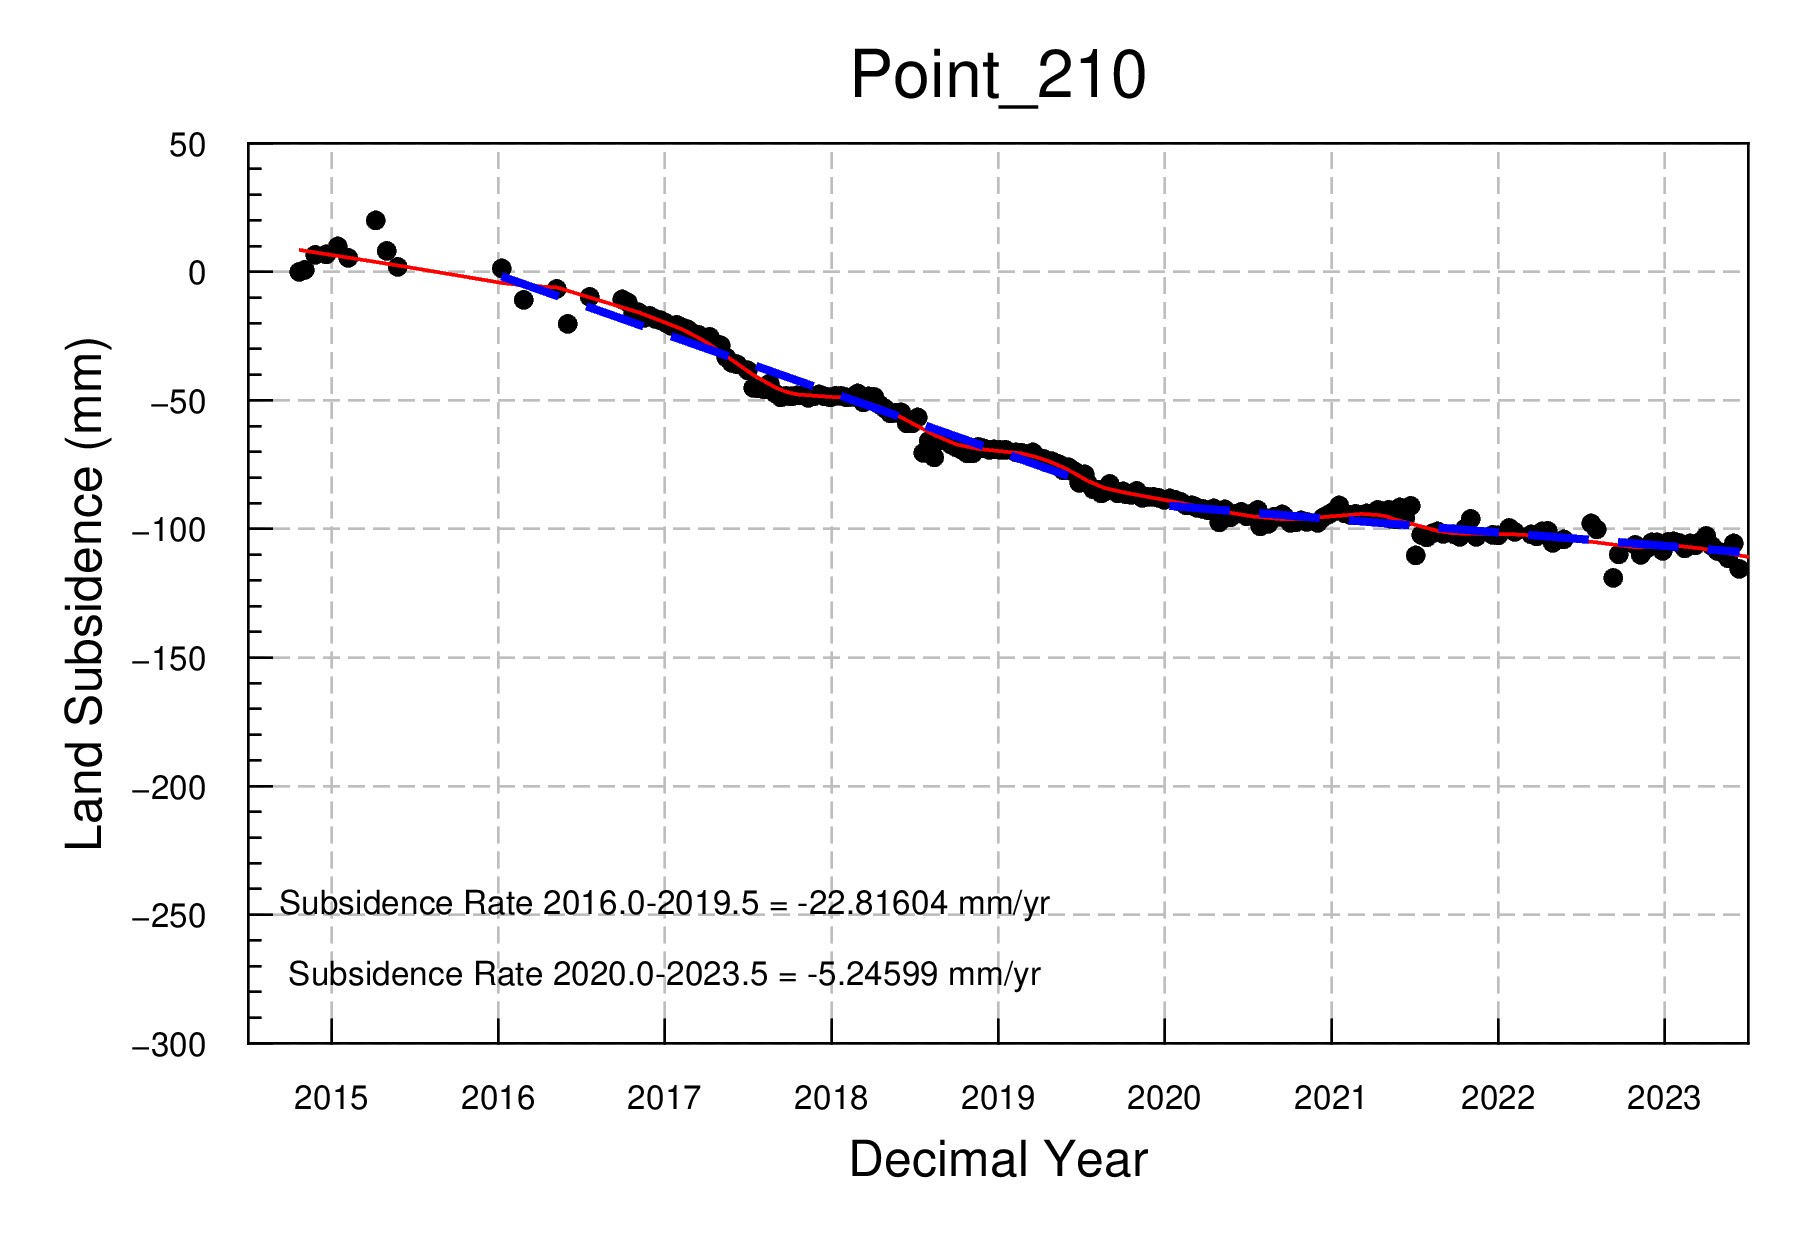 Point_210
50
0
−50
−100
−150
−200
−250
−300
Land Subsidence (mm)
Subsidence Rate 2016.0-2019.5 = -22.81604 mm/yr
Subsidence Rate 2020.0-2023.5 = -5.24599 mm/yr
2015 2016 2017 2018 2019 2020 2021 2022 2023
Decimal Year